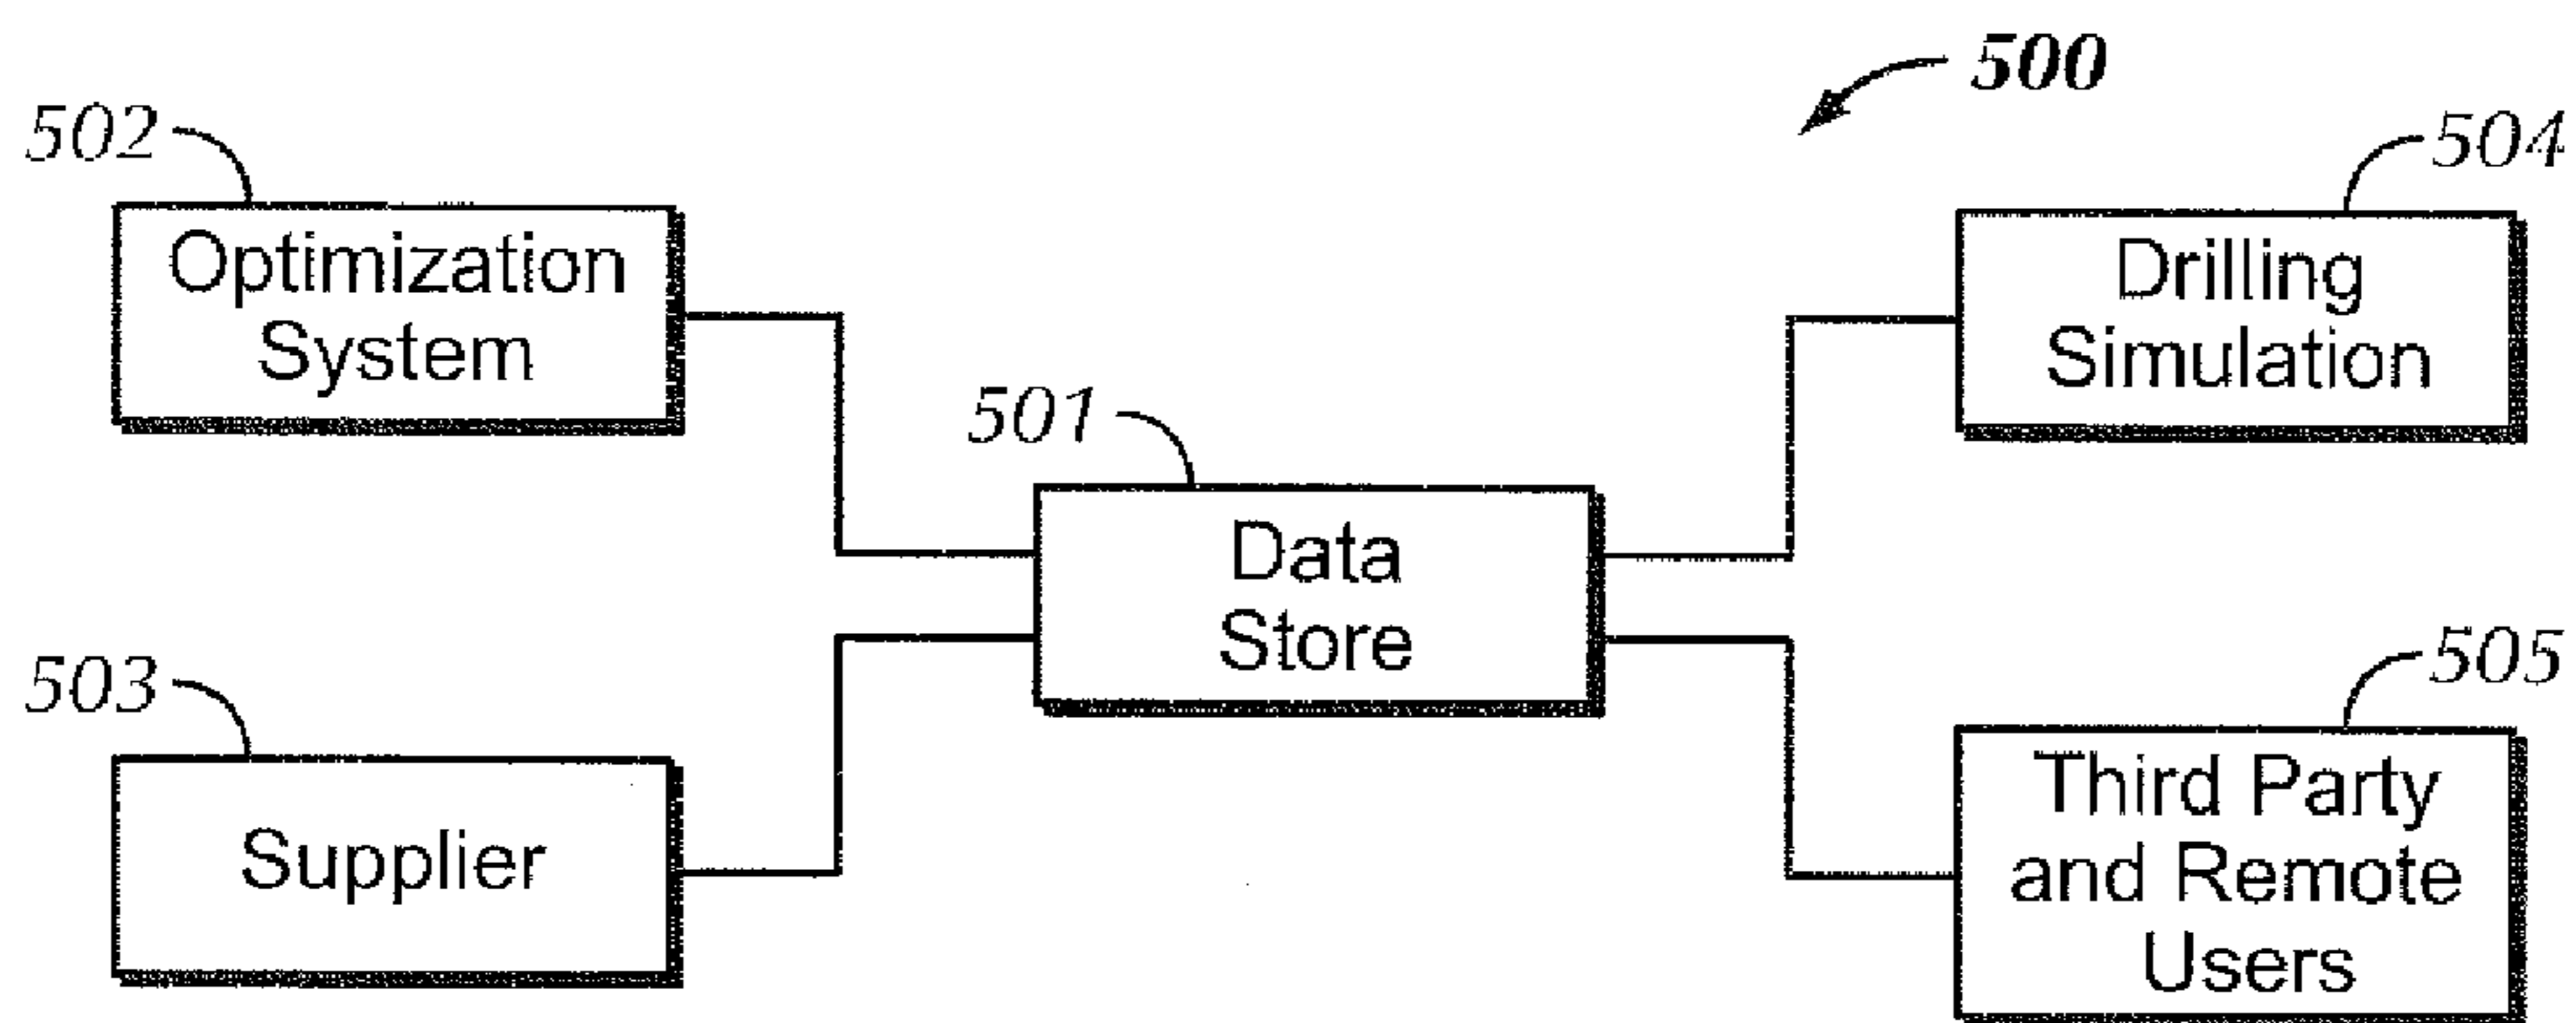 500
502
Optimization
System
504
Drilling
Simulation
501
Data
Store
503
Supplier
505
Third Party
and Remote
Users